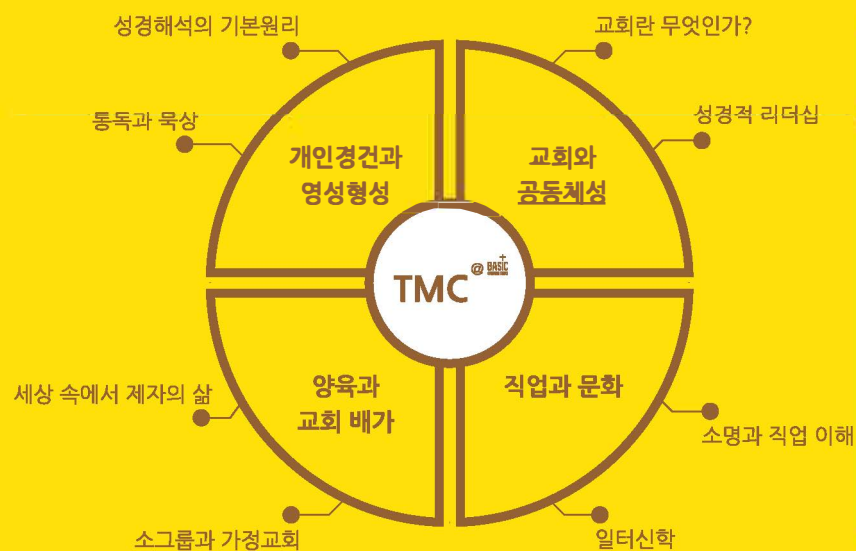 성경해석의 기본원리
교회란 무엇인가?
통독과 묵상
성경적 리더십
개인경건과
영성형성
교회와
공동체성
TMC
@ BASIC
양육과
교회 배가
직업과 문화
세상 속에서 제자의 삶
소명과 직업 이해
소그룹과 가정교회
일터신학